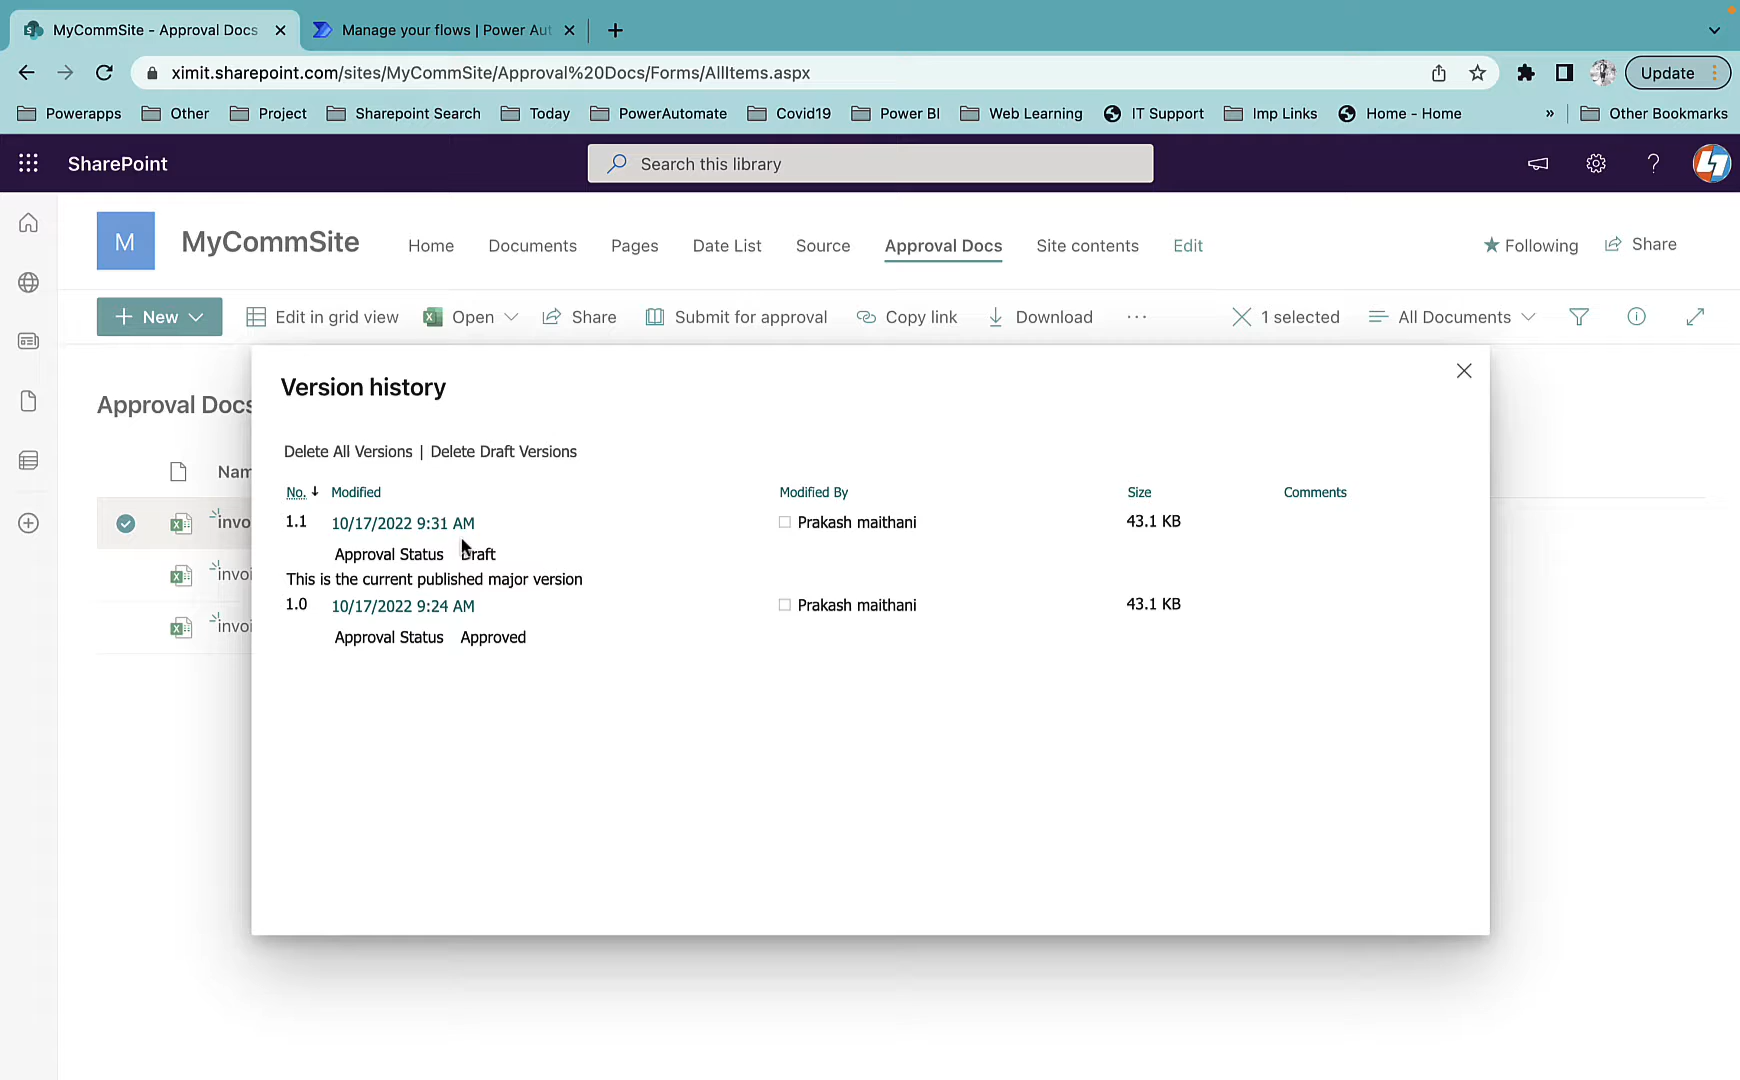 MyCommSite - Approval Docs
Manage your flows | Power Aut
ximit.sharepoint.com/sites/MyCommSite/Approval%20Docs/Forms/AllItems.aspx
Update
Powerapps Other Project Sharepoint Search Today PowerAutomate Covid19 Power BI Web Learning IT Support Imp Links Home - Home » Other Bookmarks
SharePoint
Search this library
M
MyCommSite
Home Documents Pages Date List Source Approval Docs Site contents Edit
Following Share
New Edit in grid view Open Share Submit for approval Copy link Download ··· 1 selected All Documents
Version history
Approval Docs
Delete All Versions | Delete Draft Versions
Nam
No. Modified Modified By Size Comments
invo
1.1 10/17/2022 9:31 AM Prakash maithani 43.1 KB
Approval Status Draft
invoi
This is the current published major version
1.0 10/17/2022 9:24 AM Prakash maithani 43.1 KB
invoi
Approval Status Approved